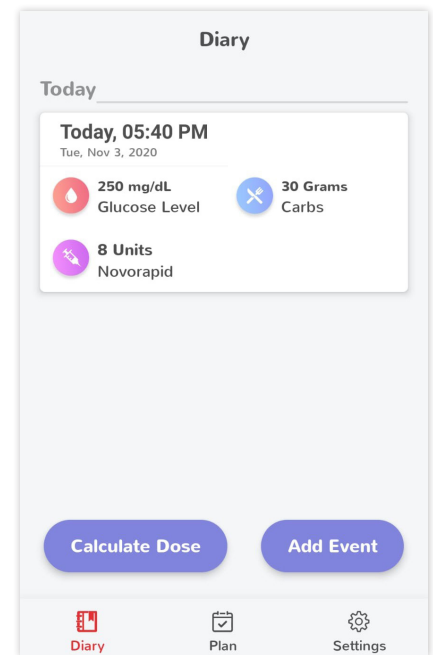 Diary
Today
Today, 05:40 PM
Tue, Nov 3, 2020
250 mg/dL
Glucose Level
30 Grams
Carbs
8 Units
Novorapid
Calculate Dose
Add Event
Diary
Plan
Settings